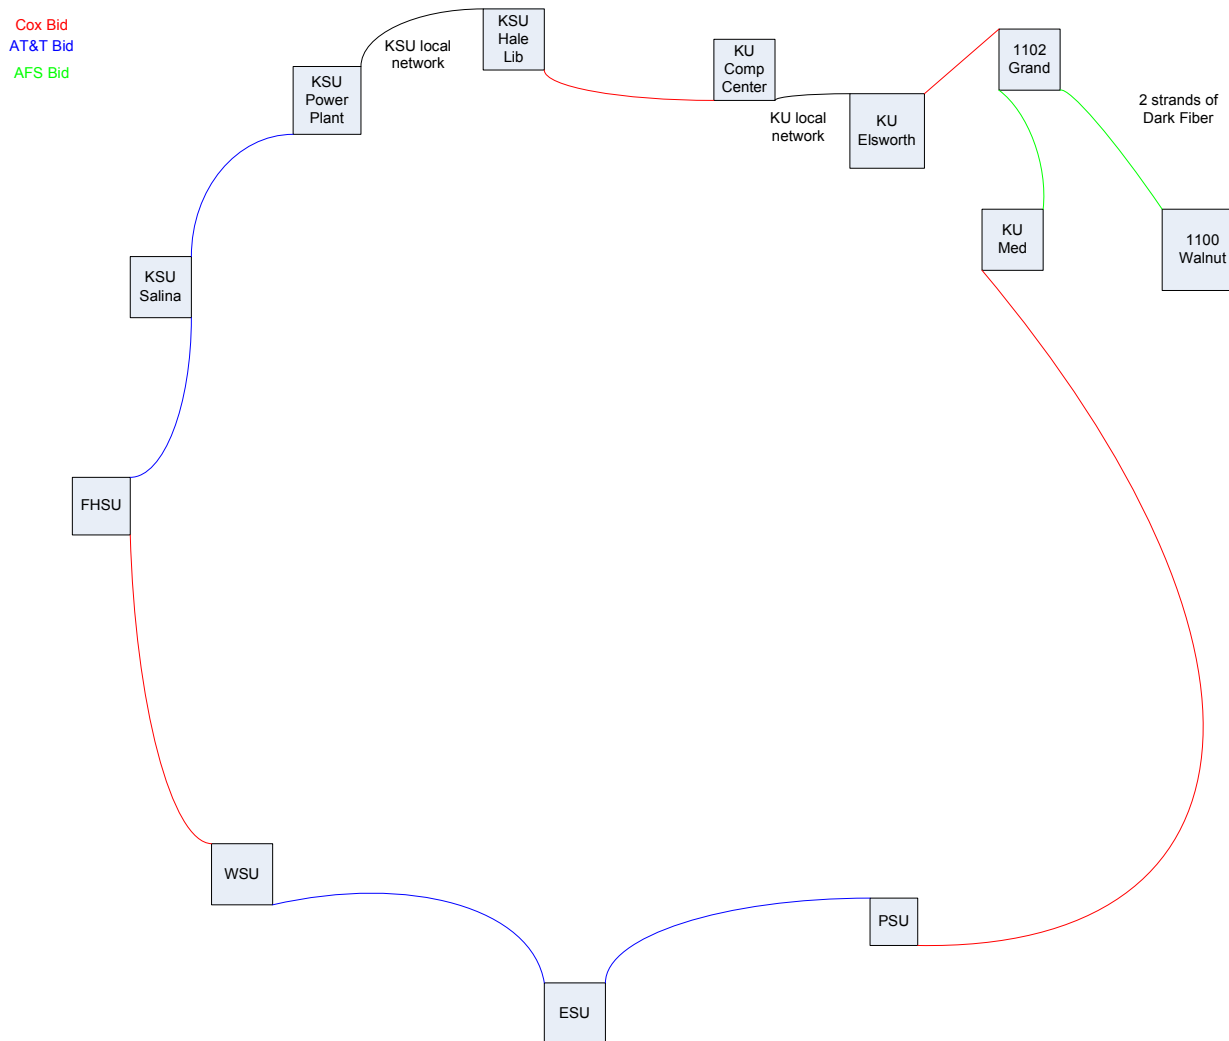 Cox Bid
AT&T Bid
AFS Bid
KSU
Power
Plant
KSU local
network
KSU
Hale
Lib
KU
Comp
Center
KU local
network
KU
Elsworth
1102
Grand
2 strands of
Dark Fiber
KU
Med
1100
Walnut
KSU
Salina
FHSU
WSU
ESU
PSU